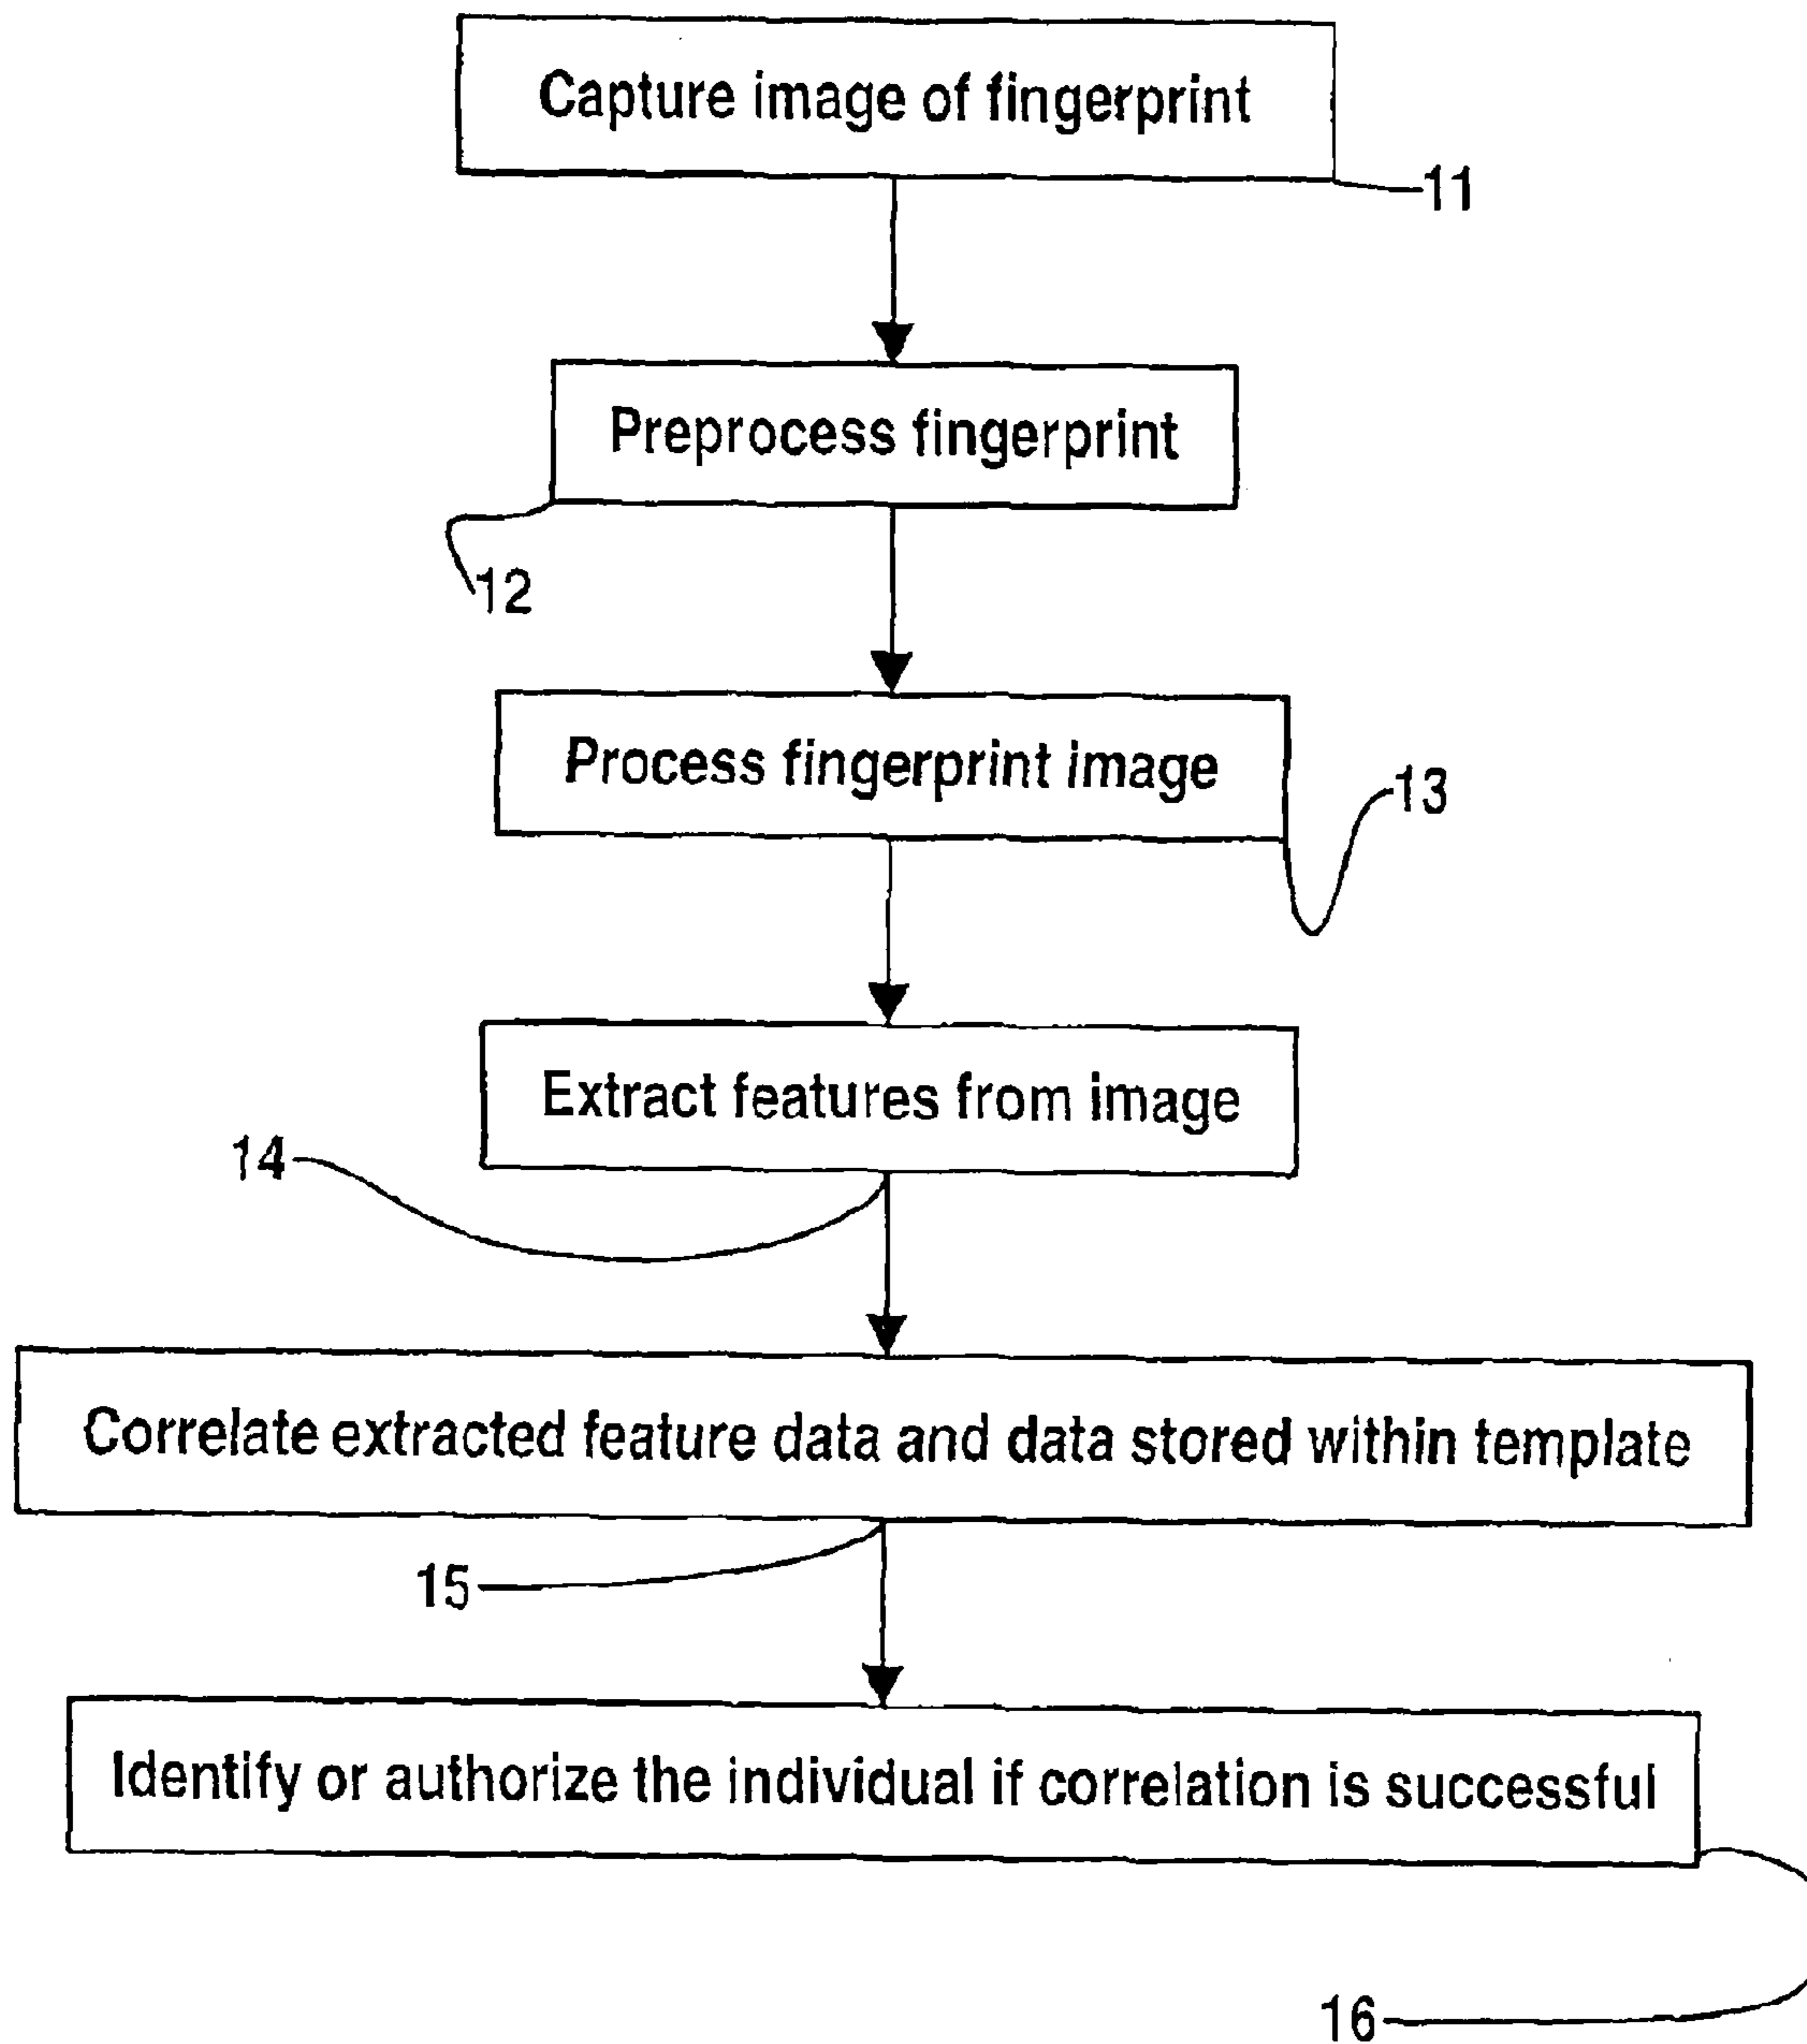 Capture image of fingerprint
11
Preprocess fingerprint
12
Process fingerprint image
13
Extract features from image
14
Correlate extracted feature data and data stored within template
15
Identify or authorize the individual if correlation is successful
16